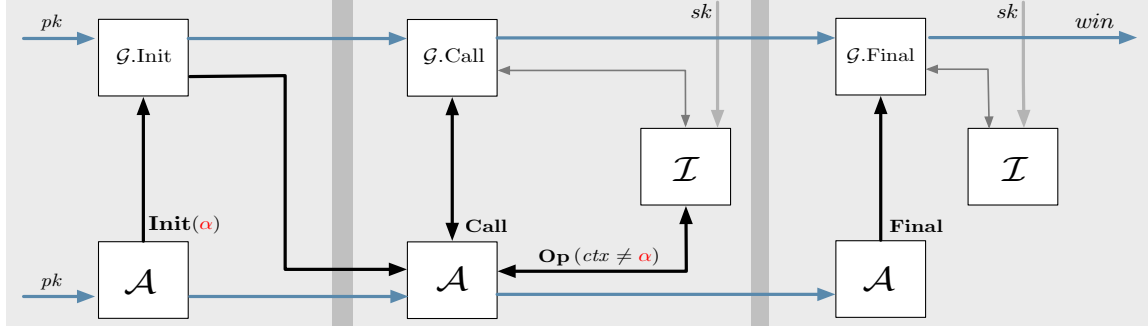 pk
𝒢.Init
𝒢.Call
sk
𝒢.Final
sk
win
ℐ
ℐ
Init(α)
Call
Op (ctx ≠ α)
Final
pk
𝒜
𝒜
𝒜